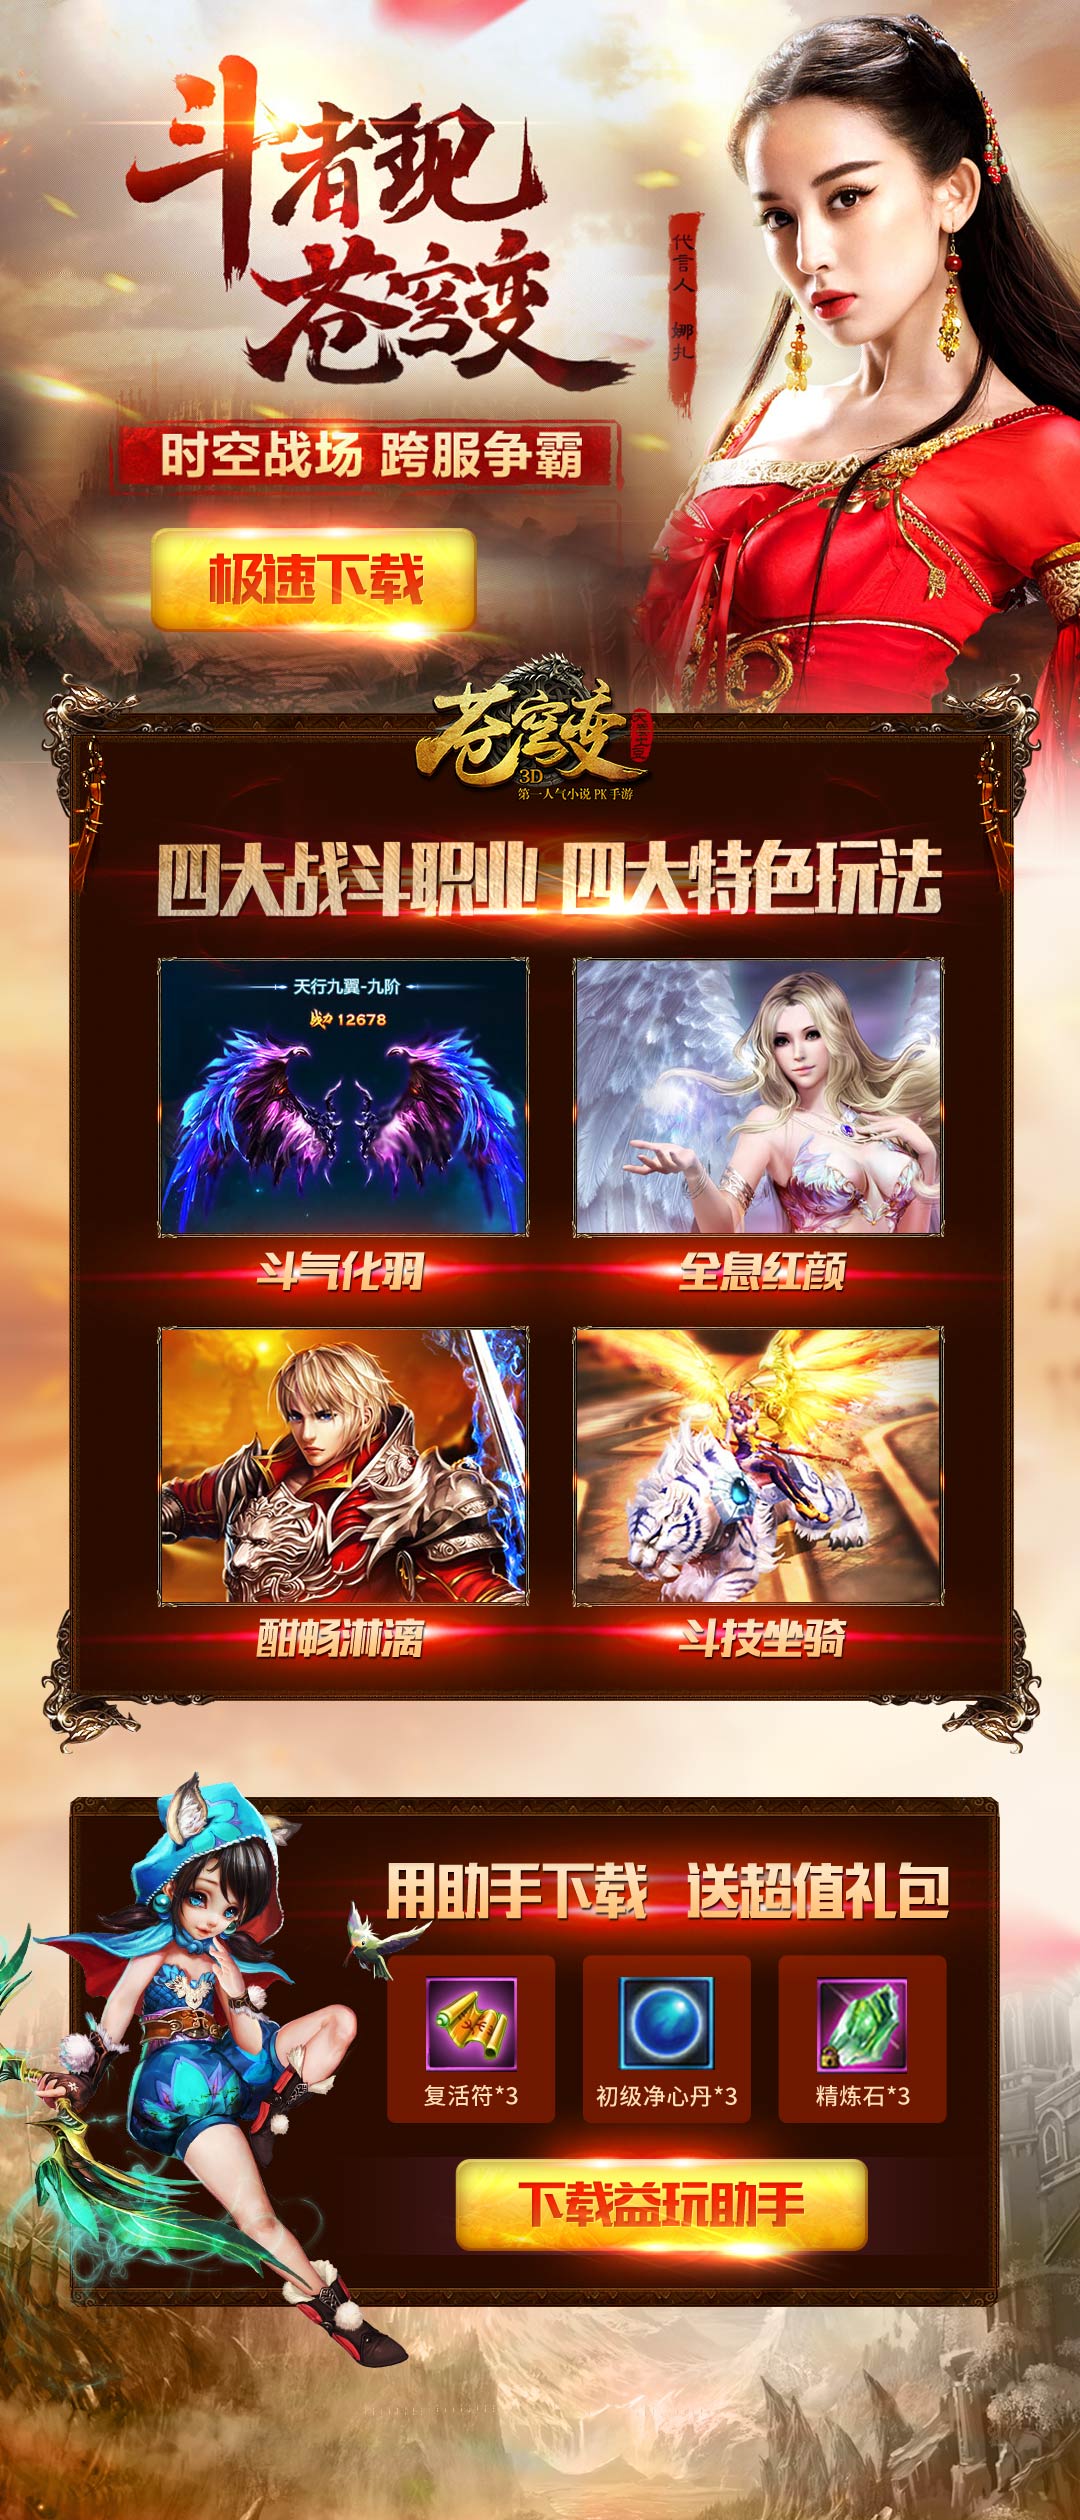 斗者现
苍穹变
代言人 娜扎
时空战场 跨服争霸
极速下载
苍穹变
3D
第一人气小说PK手游
四大战斗职业 四大特色玩法
天行九翼-九阶
战力 12678
斗气化羽
全息红颜
酣畅淋漓
斗技坐骑
用助手下载 送超值礼包
复活符*3
初级净心丹*3
精炼石*3
下载益玩助手